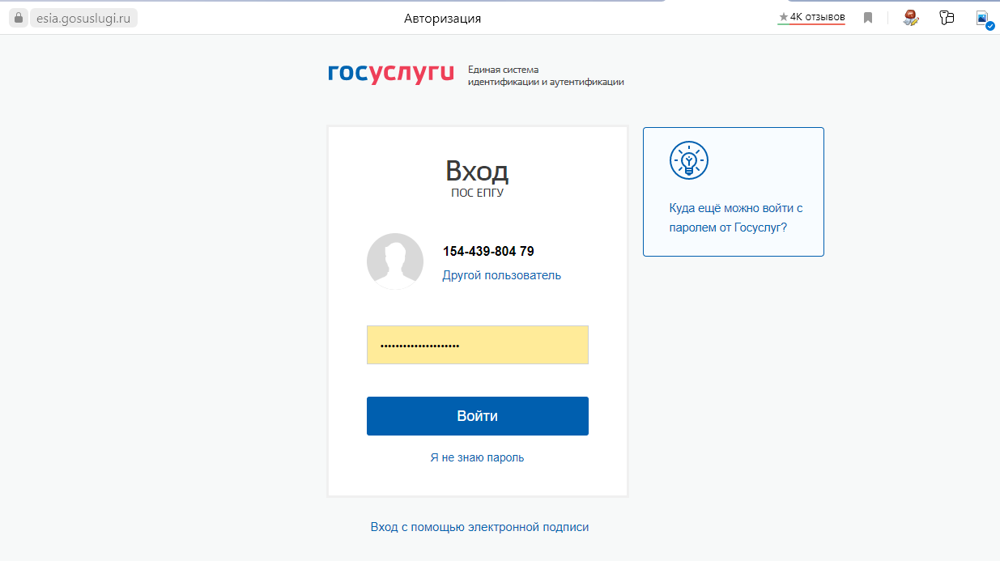 esia.gosuslugi.ru
Авторизация
★4К отзывов
госуслуги
Единая система
идентификации и аутентификации
Вход
ПОС ЕПГУ
154-439-804 79
Другой пользователь
•••••••••••••••••••••
Войти
Я не знаю пароль
Вход с помощью электронной подписи
Куда ещё можно войти с
паролем от Госуслуг?